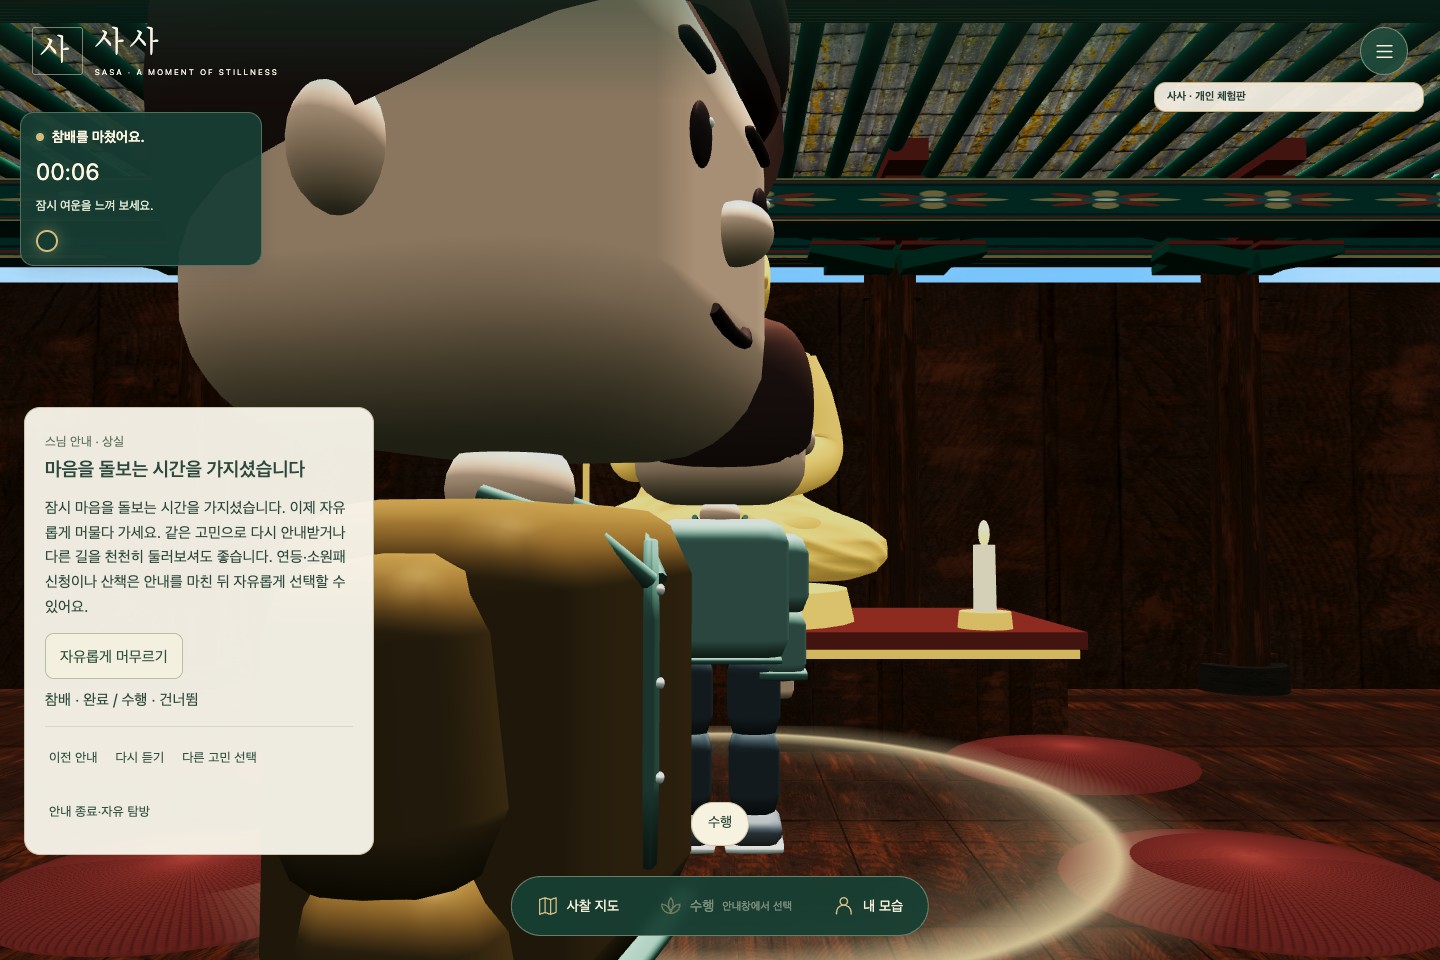 사
사사
SASA · A MOMENT OF STILLNESS
사사 · 개인 체험판
참배를 마쳤어요.
00:06
잠시 여운을 느껴 보세요.
스님 안내 · 상실
마음을 돌보는 시간을 가지셨습니다
잠시 마음을 돌보는 시간을 가지셨습니다. 이제 자유
롭게 머물다 가세요. 같은 고민으로 다시 안내받거나
다른 길을 천천히 둘러보셔도 좋습니다. 연등·소원패
신청이나 산책은 안내를 마친 뒤 자유롭게 선택할 수
있어요.
자유롭게 머무르기
참배 · 완료 / 수행 · 건너뜀
이전 안내 다시 듣기 다른 고민 선택
안내 종료·자유 탐방
수행
사찰 지도 수행 안내창에서 선택 내 모습